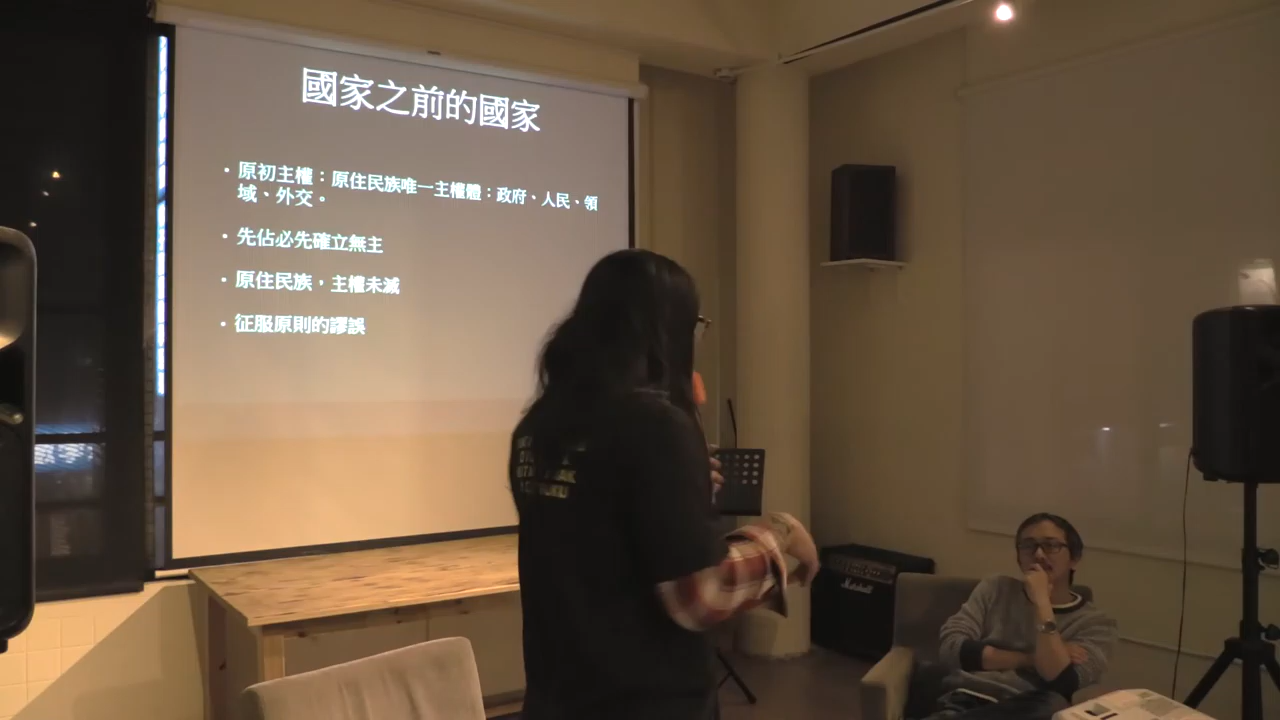 國家之前的國家
• 原初主權：原住民族唯一主權體：政府、人民、領
域、外交。
• 先佔必先確立無主
• 原住民族，主權未滅
• 征服原則的謬誤
Marshall